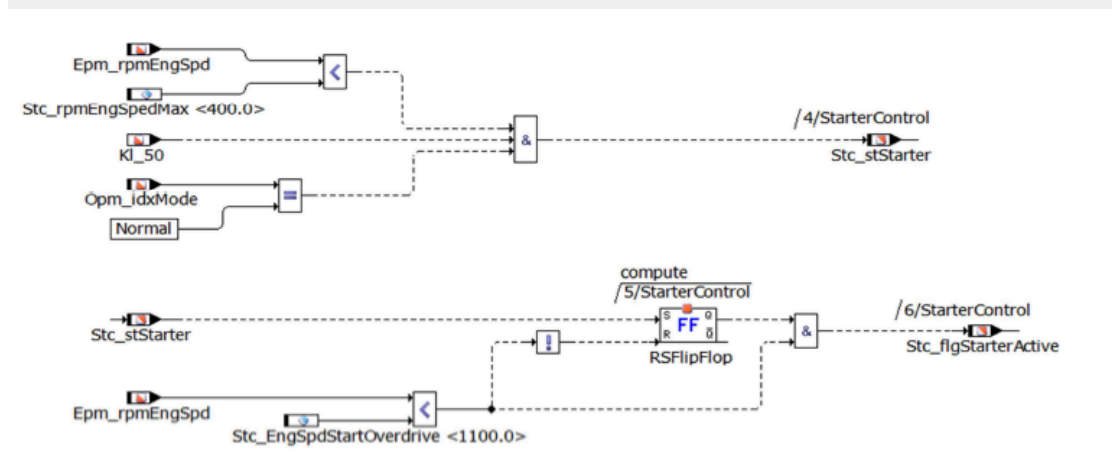 Epm_rpmEngSpd
<
Stc_rpmEngSpedMax <400.0>
/4/StarterControl
&
Kl_50
Stc_stStarter
Opm_idxMode
=
Normal
compute
/5/StarterControl
/6/StarterControl
S Q
FF
R Q̅
&
Stc_stStarter
!
RSFlipFlop
Stc_flgStarterActive
Epm_rpmEngSpd
<
Stc_EngSpdStartOverdrive <1100.0>